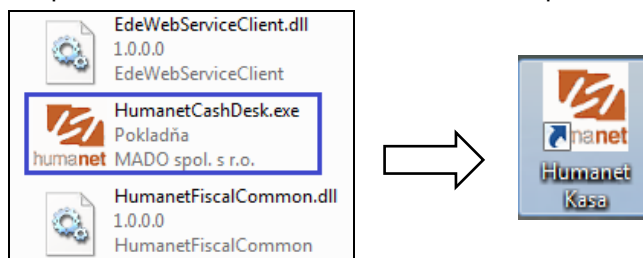 EdeWebServiceClient.dll
1.0.0.0
EdeWebServiceClient
HumanetCashDesk.exe
Pokladňa
humanet MADO spol. s r.o.
HumanetFiscalCommon.dll
1.0.0.0
HumanetFiscalCommon
nanet
Humanet
Kasa